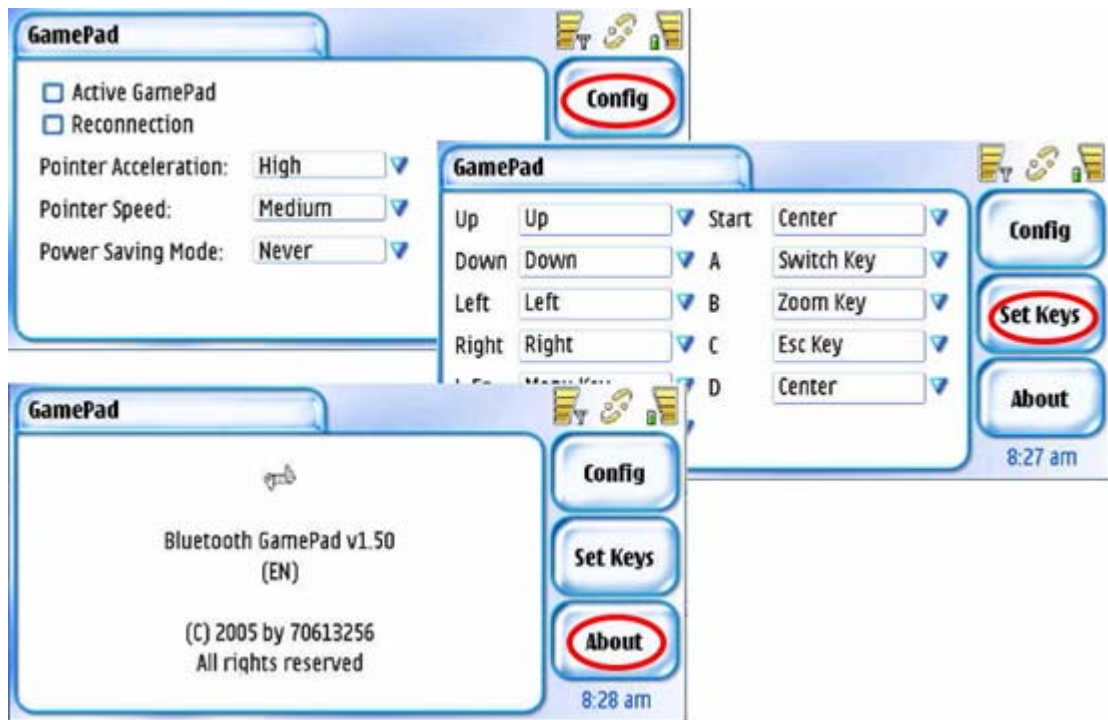 GamePad
Active GamePad
Reconnection
Pointer Acceleration: High
Pointer Speed: Medium
Power Saving Mode: Never
Config
GamePad
Up Up Start Center
Down Down A Switch Key
Left Left B Zoom Key
Right Right C Esc Key
D Center
Config
Set Keys
About
8:27 am
GamePad
Bluetooth GamePad v1.50
(EN)
(C) 2005 by 70613256
All rights reserved
Config
Set Keys
About
8:28 am